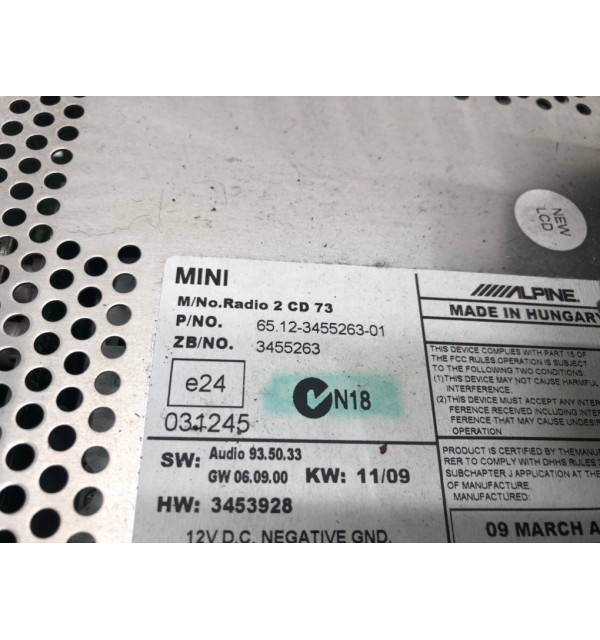 NEW
LCD
MINI
M/No.Radio 2 CD 73
P/NO. 65.12-3455263-01
ZB/NO. 3455263
e24
031245
N18
SW: Audio 93.50.33
GW 06.09.00 KW: 11/09
HW: 3453928
12V D.C. NEGATIVE GND.
ALPINE
MADE IN HUNGARY
THIS DEVICE COMPLIES WITH PART 15 OF
THE FCC RULES OPERATION IS SUBJECT
TO THE FOLLOWING TWO CONDITIONS
(1)THIS DEVICE MAY NOT CAUSE HARMFUL
INTERFERENCE
(2)THIS DEVICE MUST ACCEPT ANY INTER
FERENCE RECEIVED INCLUDING INTER
FERENCE THAT MAY CAUSE UNDESIR
OPERATION
PRODUCT IS CERTIFIED BY THE MANU
RER TO COMPLY WITH DHHS RULES
SUBCHAPTER J APPLICATION AT THE
OF MANUFACTURE.
MANUFACTURED:
09 MARCH A